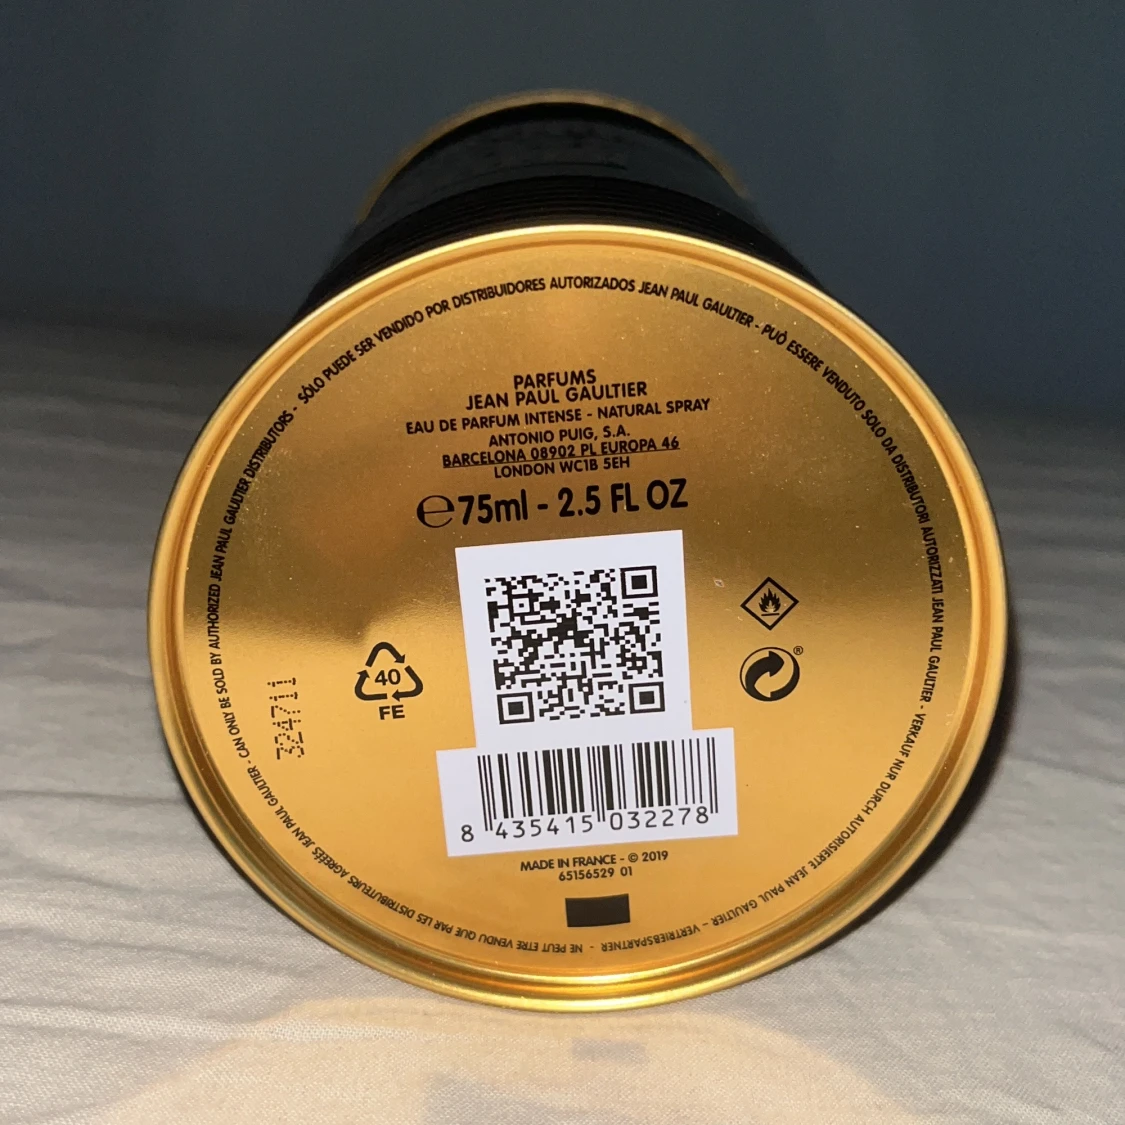 CAN ONLY BE SOLD BY AUTHORIZED JEAN PAUL GAULTIER DISTRIBUTORS - SÓLO PUEDE SER VENDIDO POR DISTRIBUIDORES AUTORIZADOS JEAN PAUL GAULTIER - PUÒ ESSERE VENDUTO SOLO DA DISTRIBUTORI AUTORIZZATI JEAN PAUL GAULTIER - VERKAUF NUR DURCH AUTORISIERTE JEAN PAUL GAULTIER - VERTRIEBSPARTNER - NE PEUT ETRE VENDU QUE PAR LES DISTRIBUTEURS AGRÉÉS JEAN PAUL GAULTIER -
PARFUMS
JEAN PAUL GAULTIER
EAU DE PARFUM INTENSE - NATURAL SPRAY
ANTONIO PUIG, S.A.
BARCELONA 08902 PL EUROPA 46
LONDON WC1B 5EH
℮75ml - 2.5 FL OZ
40
FE
324711
®
8 435415 032278
MADE IN FRANCE - © 2019
65156529 01